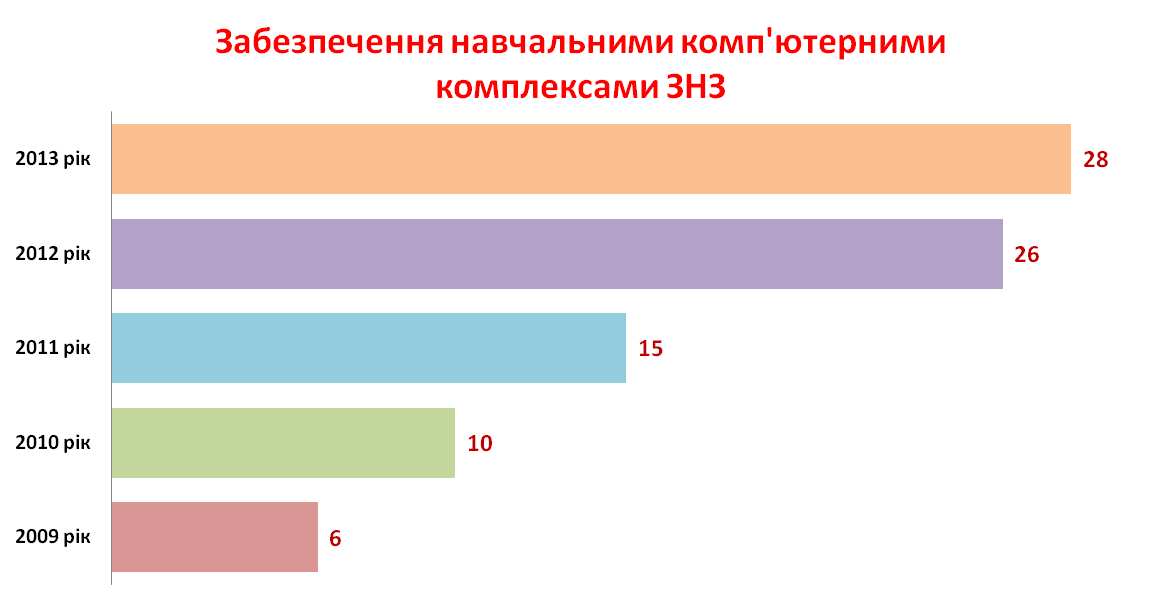 Забезпечення навчальними комп'ютерними
комплексами ЗНЗ
2013 рік
28
2012 рік
26
2011 рік
15
2010 рік
10
2009 рік
6